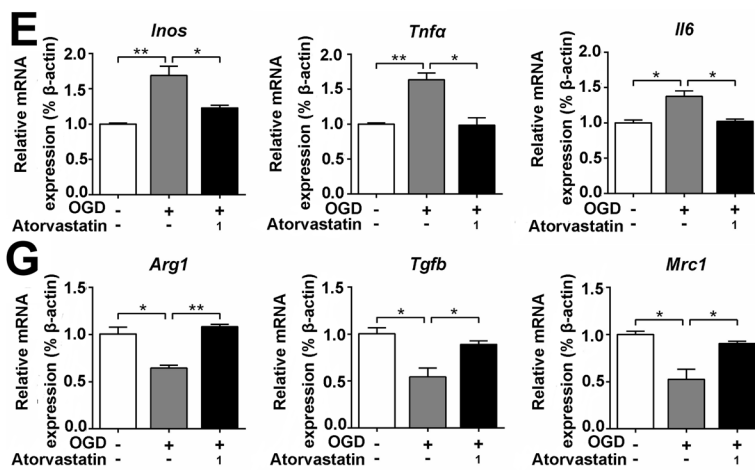 E
Inos
Tnfα
Il6
** *
** *
* *
Relative mRNA
expression (% β-actin)
2.0
1.5
1.0
0.5
0.0
Relative mRNA
expression (% β-actin)
2.0
1.5
1.0
0.5
0.0
Relative mRNA
expression (% β-actin)
2.0
1.5
1.0
0.5
0.0
OGD - + +
Atorvastatin - - 1
OGD - + +
Atorvastatin - - 1
OGD - + +
Atorvastatin - - 1
G
Arg1
Tgfb
Mrc1
* **
* *
* *
Relative mRNA
expression (% β-actin)
1.5
1.0
0.5
0.0
Relative mRNA
expression (% β-actin)
1.5
1.0
0.5
0.0
Relative mRNA
expression (% β-actin)
1.5
1.0
0.5
0.0
OGD - + +
Atorvastatin - - 1
OGD - + +
Atorvastatin - - 1
OGD - + +
Atorvastatin - - 1